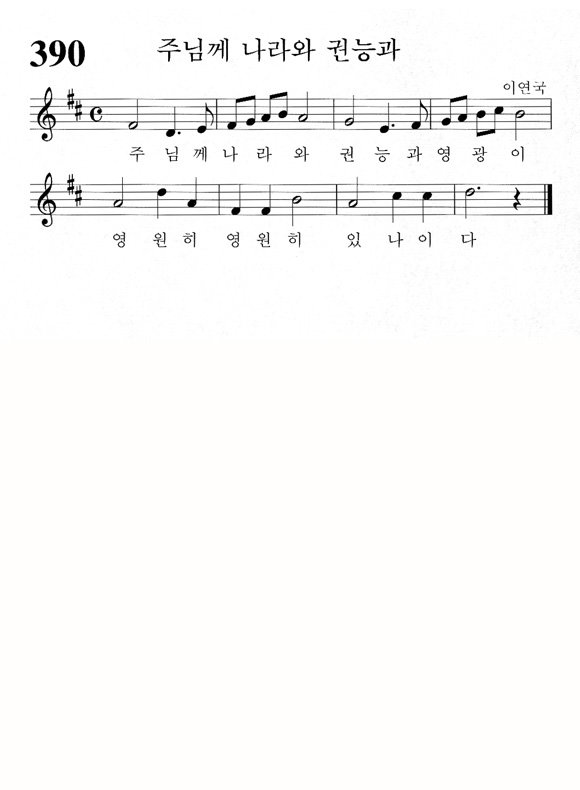 390 주님께 나라와 권능과
이연국
주 님 께 나 라 와 권 능 과 영 광 이
영 원 히 영 원 히 있 나 이 다